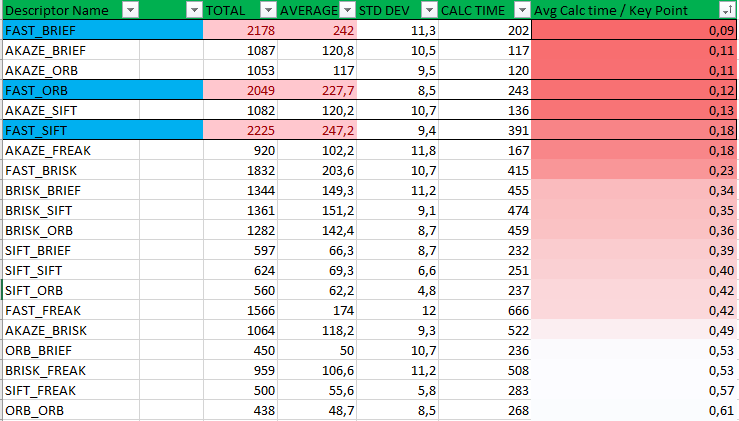 Descriptor Name TOTAL AVERAGE STD DEV CALC TIME Avg Calc time / Key Point
FAST_BRIEF 2178 242 11,3 202 0,09
AKAZE_BRIEF 1087 120,8 10,5 117 0,11
AKAZE_ORB 1053 117 9,5 120 0,11
FAST_ORB 2049 227,7 8,5 243 0,12
AKAZE_SIFT 1082 120,2 10,7 136 0,13
FAST_SIFT 2225 247,2 9,4 391 0,18
AKAZE_FREAK 920 102,2 11,8 167 0,18
FAST_BRISK 1832 203,6 10,7 415 0,23
BRISK_BRIEF 1344 149,3 11,2 455 0,34
BRISK_SIFT 1361 151,2 9,1 474 0,35
BRISK_ORB 1282 142,4 8,7 459 0,36
SIFT_BRIEF 597 66,3 8,7 232 0,39
SIFT_SIFT 624 69,3 6,6 251 0,40
SIFT_ORB 560 62,2 4,8 237 0,42
FAST_FREAK 1566 174 12 666 0,42
AKAZE_BRISK 1064 118,2 9,3 522 0,49
ORB_BRIEF 450 50 10,7 236 0,53
BRISK_FREAK 959 106,6 11,2 508 0,53
SIFT_FREAK 500 55,6 5,8 283 0,57
ORB_ORB 438 48,7 8,5 268 0,61